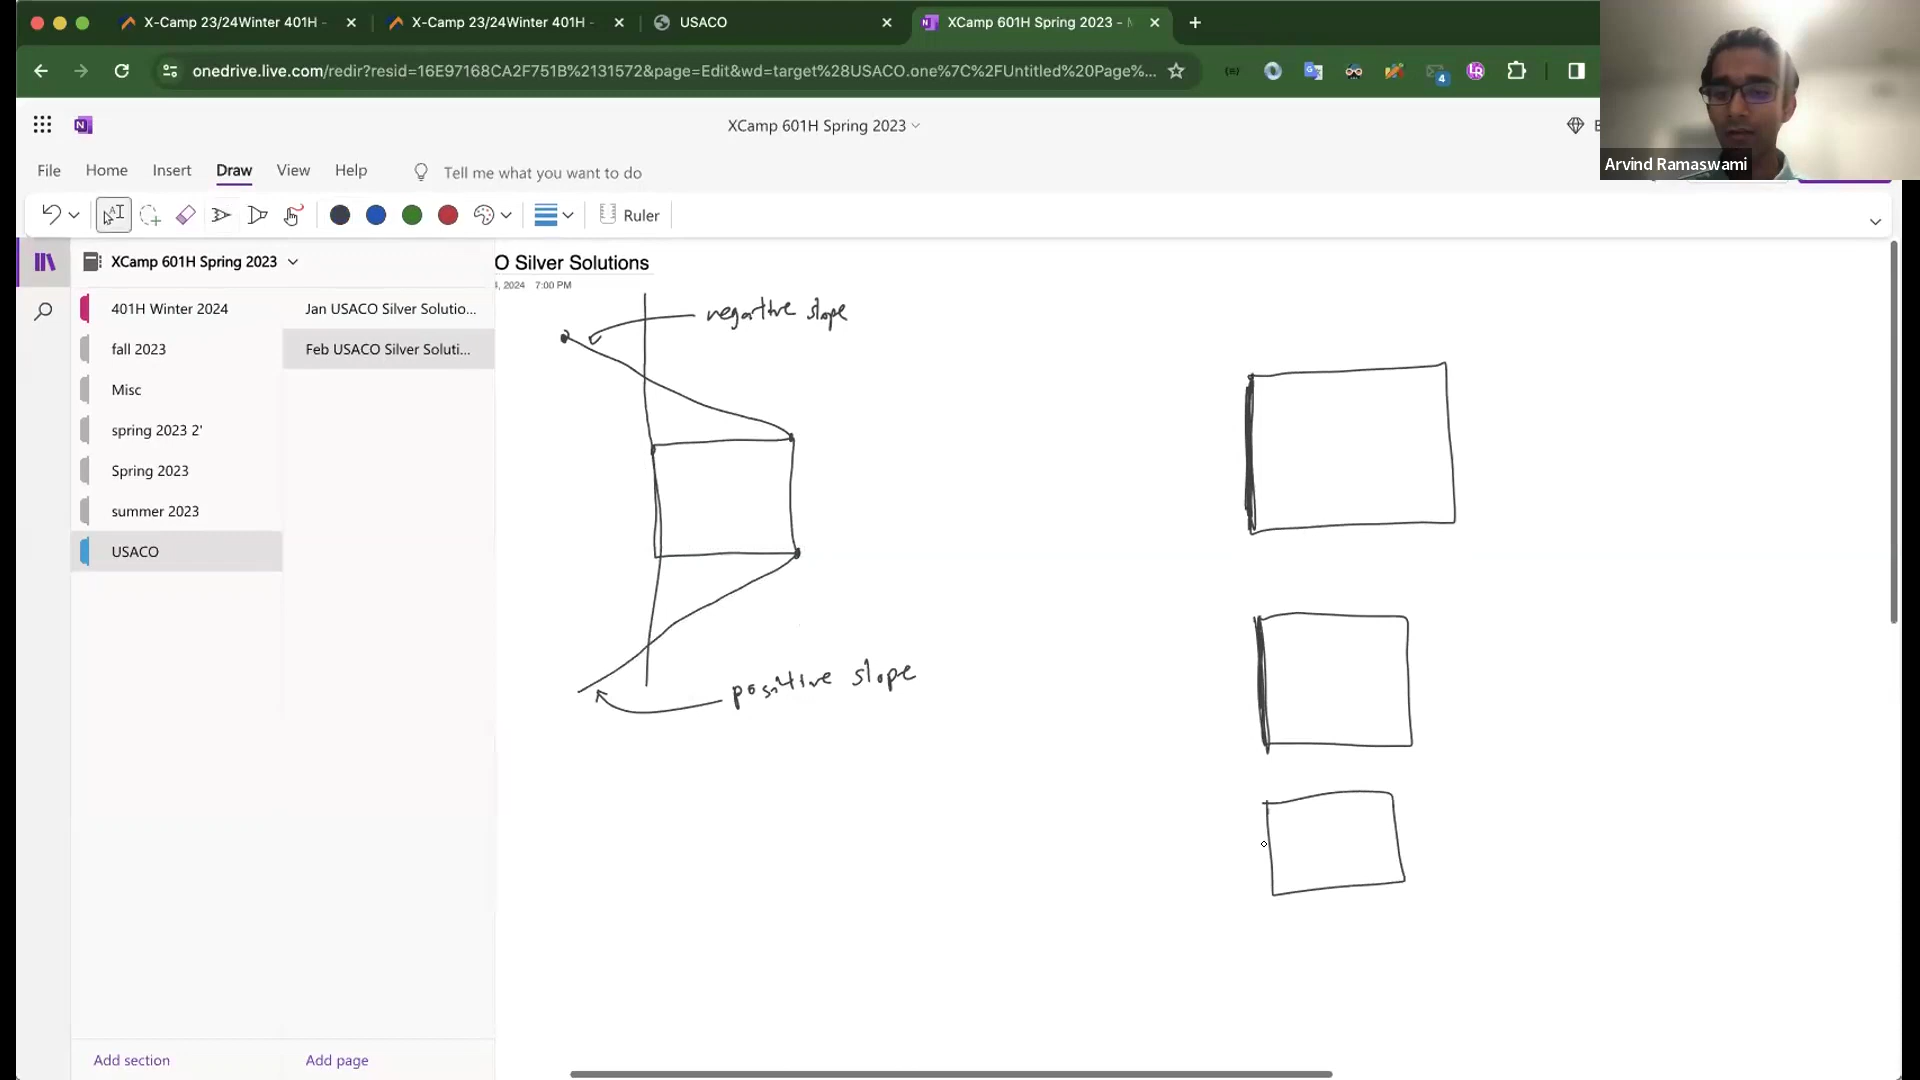 X-Camp 23/24Winter 401H -
X-Camp 23/24Winter 401H -
USACO
XCamp 601H Spring 2023 -
onedrive.live.com/redir?resid=16E97168CA2F751B%2131572&page=Edit&wd=target%28USACO.one%7C%2FUntitled%20Page%...
4
LR
XCamp 601H Spring 2023
Arvind Ramaswami
File
Home
Insert
Draw
View
Help
Tell me what you want to do
Ruler
XCamp 601H Spring 2023
O Silver Solutions
4, 2024 7:00 PM
401H Winter 2024
Jan USACO Silver Solutio...
fall 2023
Feb USACO Silver Soluti...
Misc
spring 2023 2'
Spring 2023
summer 2023
USACO
negative slope
positive slope
Add section
Add page